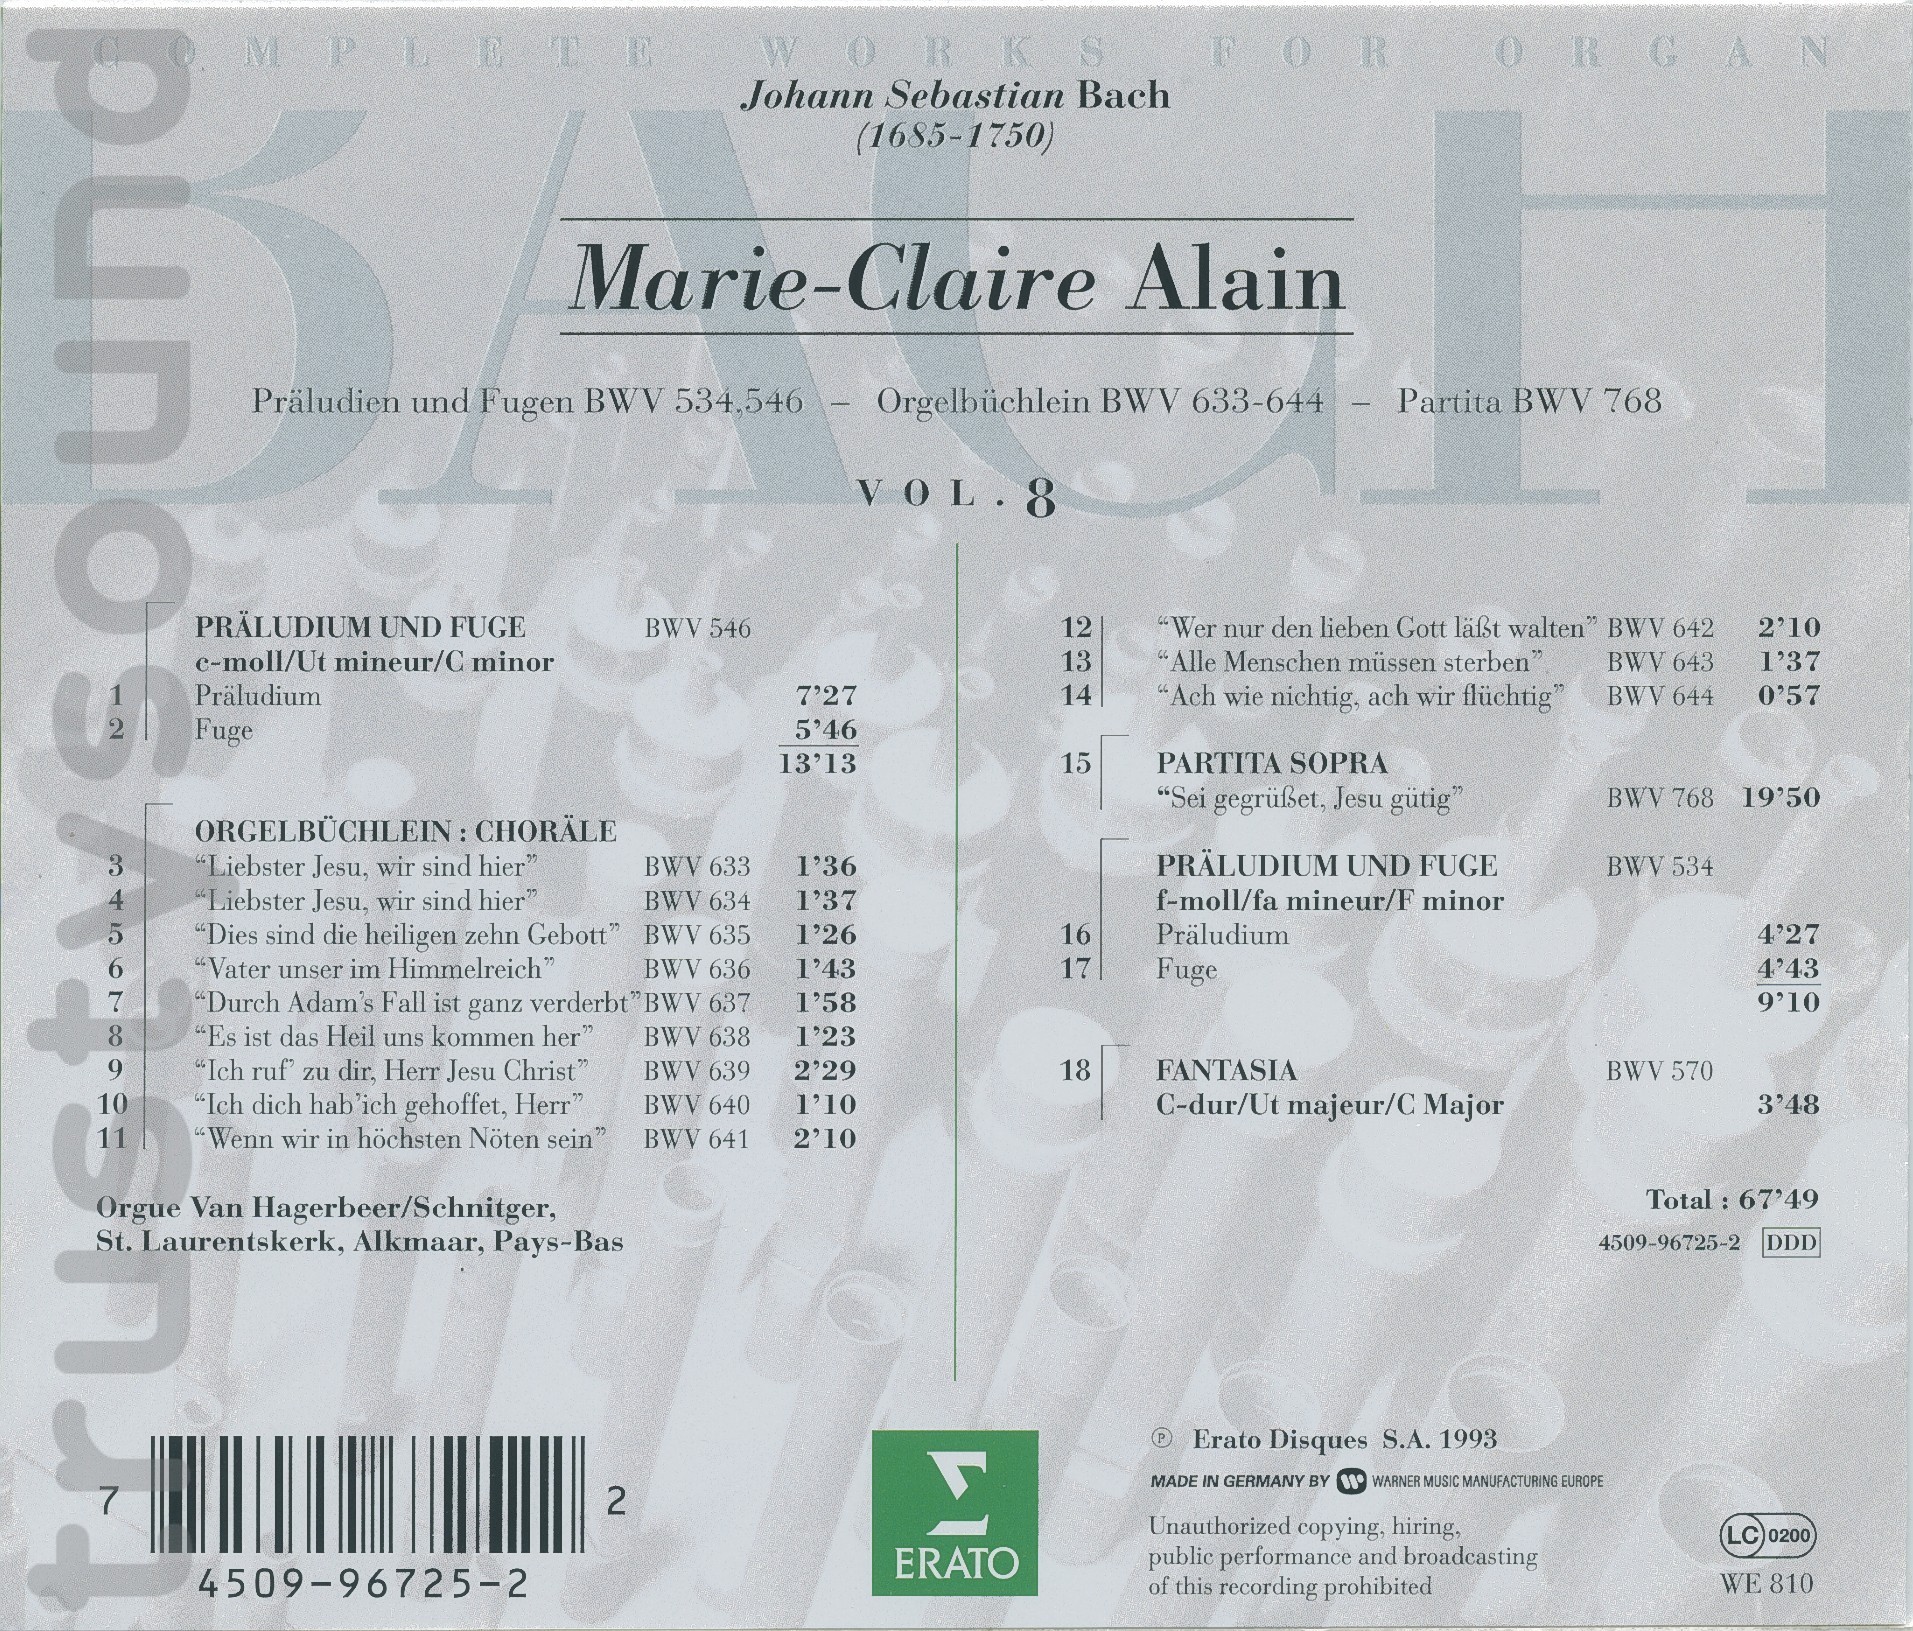 COMPLETE WORKS FOR ORGAN
BACH
Johann Sebastian Bach
(1685-1750)
Marie-Claire Alain
Präludien und Fugen BWV 534,546 – Orgelbüchlein BWV 633-644 – Partita BWV 768
VOL. 8
PRÄLUDIUM UND FUGE BWV 546
c-moll/Ut mineur/C minor
1 Präludium 7'27
2 Fuge 5'46
13'13
ORGELBÜCHLEIN : CHORÄLE
3 “Liebster Jesu, wir sind hier” BWV 633 1'36
4 “Liebster Jesu, wir sind hier” BWV 634 1'37
5 “Dies sind die heiligen zehn Gebott” BWV 635 1'26
6 “Vater unser im Himmelreich” BWV 636 1'43
7 “Durch Adam's Fall ist ganz verderbt” BWV 637 1'58
8 “Es ist das Heil uns kommen her” BWV 638 1'23
9 “Ich ruf' zu dir, Herr Jesu Christ” BWV 639 2'29
10 “Ich dich hab'ich gehoffet, Herr” BWV 640 1'10
11 “Wenn wir in höchsten Nöten sein” BWV 641 2'10
Orgue Van Hagerbeer/Schnitger,
St. Laurentskerk, Alkmaar, Pays-Bas
12 “Wer nur den lieben Gott läßt walten” BWV 642 2'10
13 “Alle Menschen müssen sterben” BWV 643 1'37
14 “Ach wie nichtig, ach wir flüchtig” BWV 644 0'57
15 PARTITA SOPRA
“Sei gegrüßet, Jesu gütig” BWV 768 19'50
PRÄLUDIUM UND FUGE BWV 534
f-moll/fa mineur/F minor
16 Präludium 4'27
17 Fuge 4'43
9'10
18 FANTASIA BWV 570
C-dur/Ut majeur/C Major 3'48
Total : 67'49
4509-96725-2 DDD
7 2
4509-96725-2
ERATO
℗ Erato Disques S.A. 1993
MADE IN GERMANY BY WARNER MUSIC MANUFACTURING EUROPE
Unauthorized copying, hiring,
public performance and broadcasting
of this recording prohibited
LC 0200
WE 810
trustysound